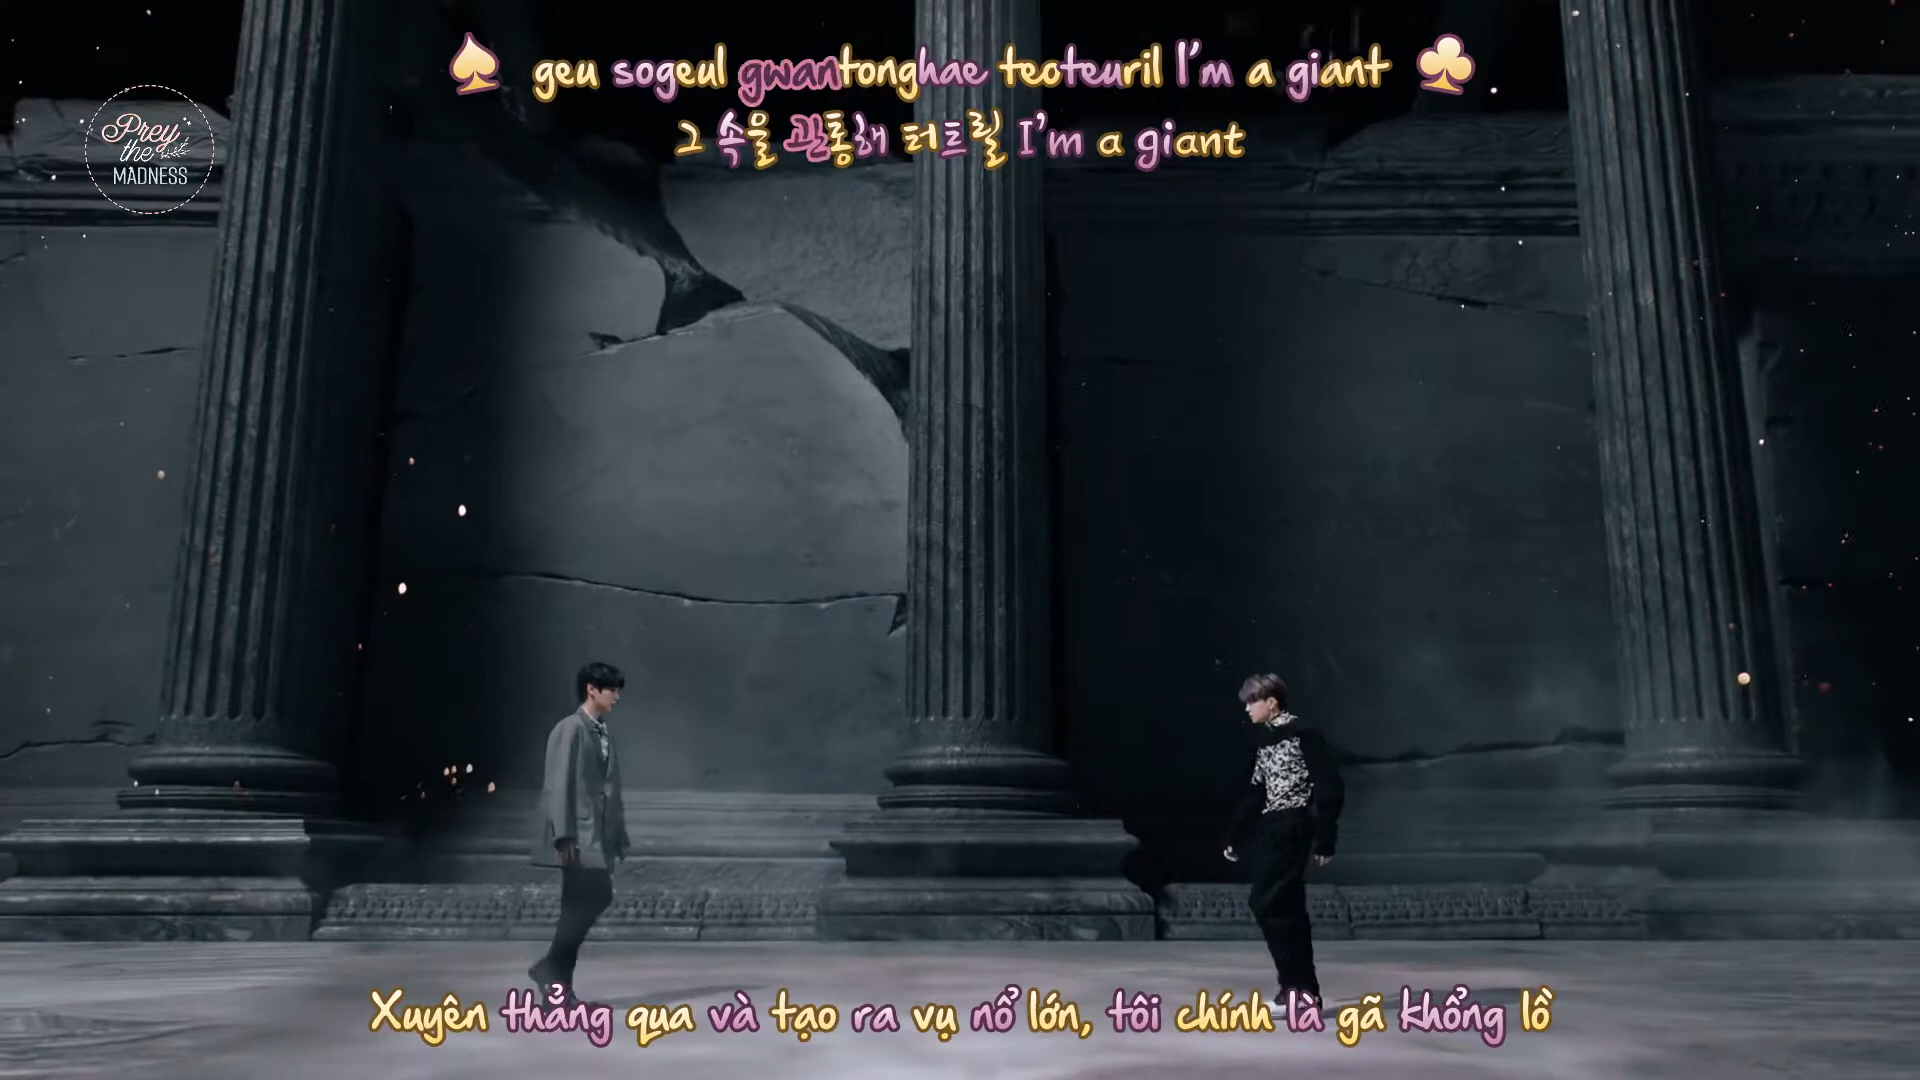 geu sogeul gwantonghae teoteuril I'm a giant
그 속을 관통해 터트릴 I'm a giant
Prey
the
MADNESS
Xuyên thẳng qua và tạo ra vụ nổ lớn, tôi chính là gã khổng lồ